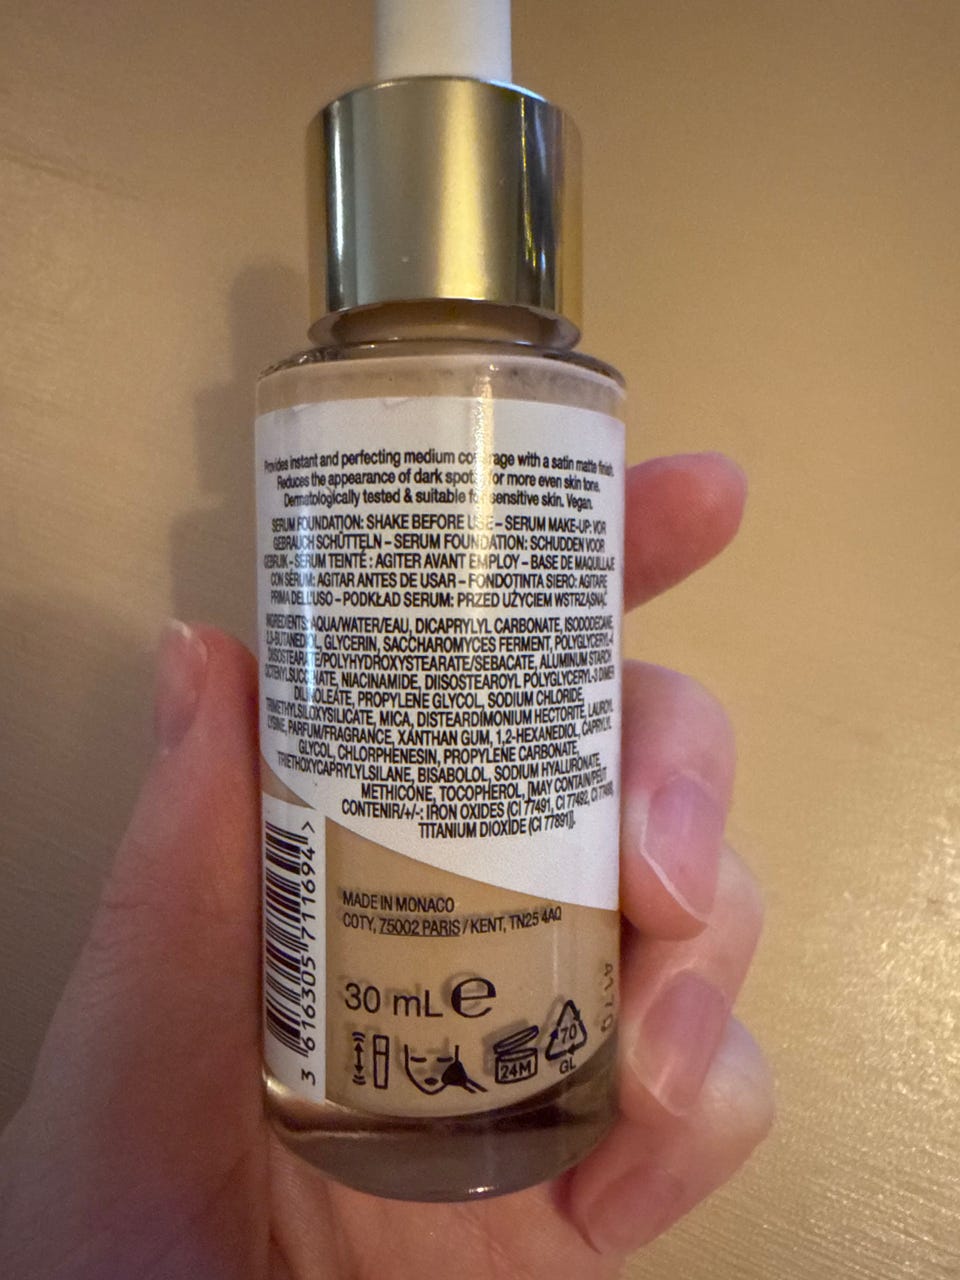 Provides instant and perfecting medium coverage with a satin matte finish.
Reduces the appearance of dark spots for more even skin tone.
Dermatologically tested & suitable for sensitive skin. Vegan.
SERUM FOUNDATION: SHAKE BEFORE USE – SERUM MAKE-UP: VOR
GEBRAUCH SCHÜTTELN – SERUM FOUNDATION: SCHUDDEN VOOR
GEBRUIK – SÉRUM TEINTÉ : AGITER AVANT EMPLOY – BASE DE MAQUILLAJE
CON SÉRUM: AGITAR ANTES DE USAR – FONDOTINTA SIERO: AGITARE
PRIMA DELL'USO – PODKŁAD SERUM: PRZED UŻYCIEM WSTRZĄSNĄĆ
INGREDIENTS: AQUA/WATER/EAU, DICAPRYLYL CARBONATE, ISODODECANE,
2,3-BUTANEDIOL, GLYCERIN, SACCHAROMYCES FERMENT, POLYGLYCERYL-4
DIISOSTEARATE/POLYHYDROXYSTEARATE/SEBACATE, ALUMINUM STARCH
OCTENYLSUCCINATE, NIACINAMIDE, DIISOSTEAROYL POLYGLYCERYL-3 DIMER
DILINOLEATE, PROPYLENE GLYCOL, SODIUM CHLORIDE,
TRIMETHYLSILOXYSILICATE, MICA, DISTEARDIMONIUM HECTORITE, LAUROYL
LYSINE, PARFUM/FRAGRANCE, XANTHAN GUM, 1,2-HEXANEDIOL, CAPRYLYL
GLYCOL, CHLORPHENESIN, PROPYLENE CARBONATE,
TRIETHOXYCAPRYLYLSILANE, BISABOLOL, SODIUM HYALURONATE,
METHICONE, TOCOPHEROL, [MAY CONTAIN/PEUT
CONTENIR/+/-: IRON OXIDES (CI 77491, CI 77492, CI 77499),
TITANIUM DIOXIDE (CI 77891)].
MADE IN MONACO
COTY, 75002 PARIS / KENT, TN25 4AQ
30 mL e
24M
70
GL
3 616305 711694 >